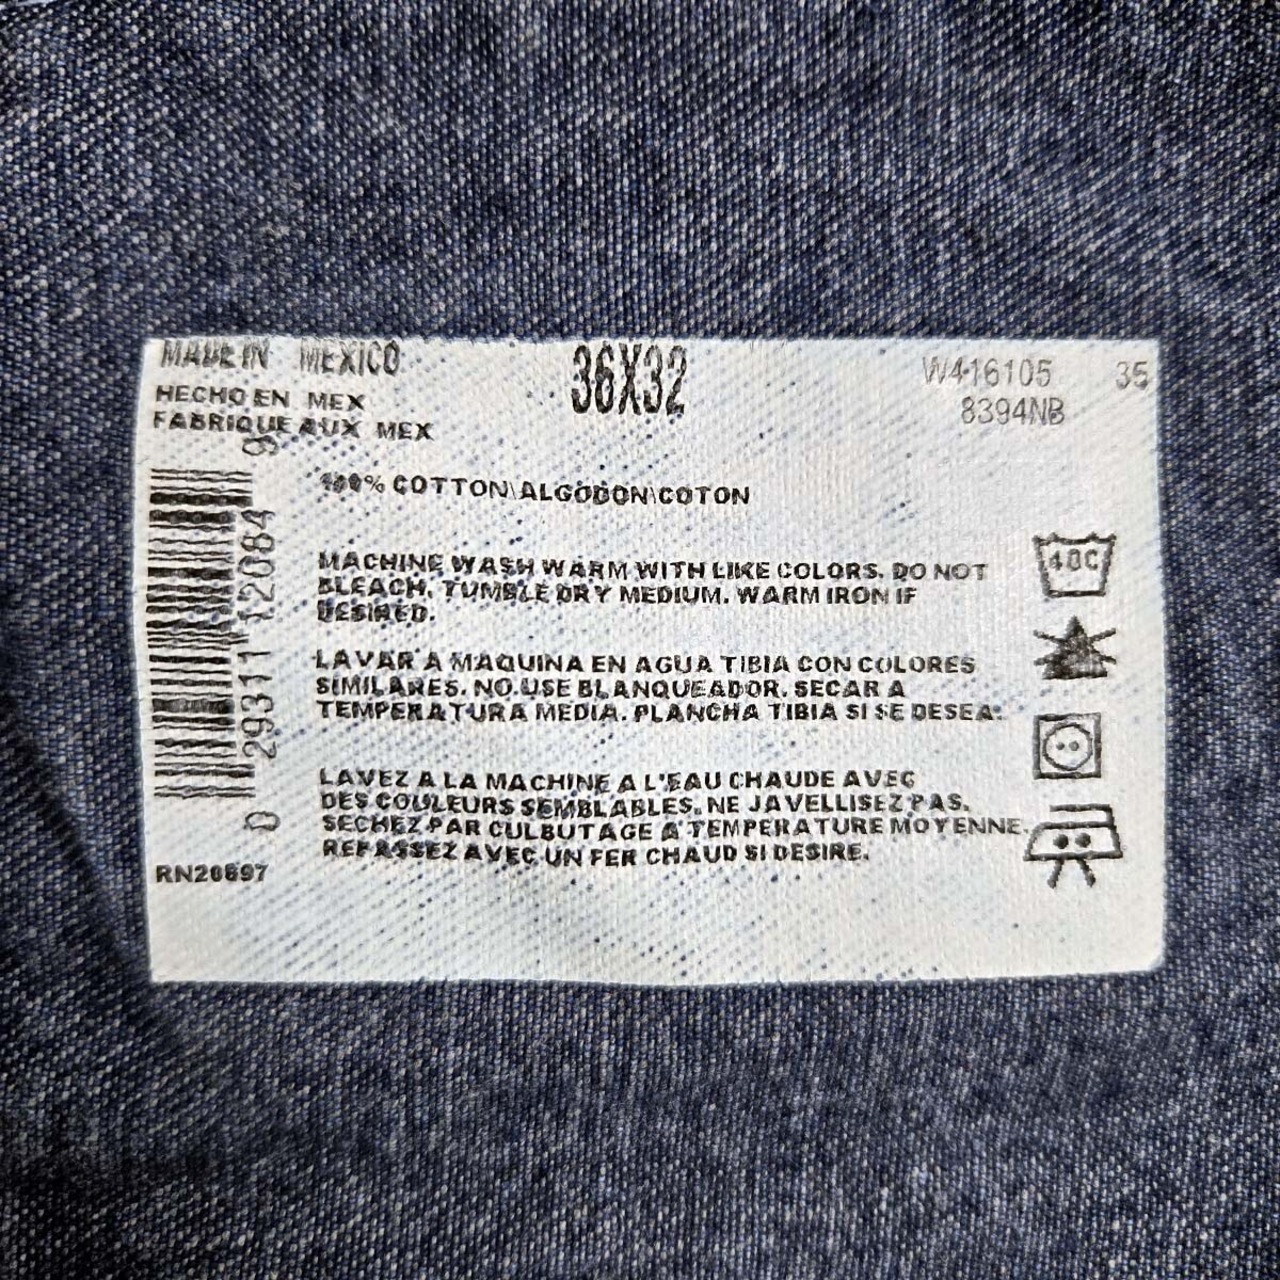 MADE IN MEXICO
HECHO EN MEX
FABRIQUE AUX MEX
36X32
W416105 35
8394NB
100% COTTON\ALGODON\COTON
MACHINE WASH WARM WITH LIKE COLORS. DO NOT
BLEACH. TUMBLE DRY MEDIUM. WARM IRON IF
DESIRED.
LAVAR A MAQUINA EN AGUA TIBIA CON COLORES
SIMILARES. NO USE BLANQUEADOR. SECAR A
TEMPERATURA MEDIA. PLANCHA TIBIA SI SE DESEA.
LAVEZ A LA MACHINE A L'EAU CHAUDE AVEC
DES COULEURS SEMBLABLES. NE JAVELLISEZ PAS.
SECHEZ PAR CULBUTAGE A TEMPERATURE MOYENNE.
REPASSEZ AVEC UN FER CHAUD SI DESIRE.
40C
0 29311 12084 9